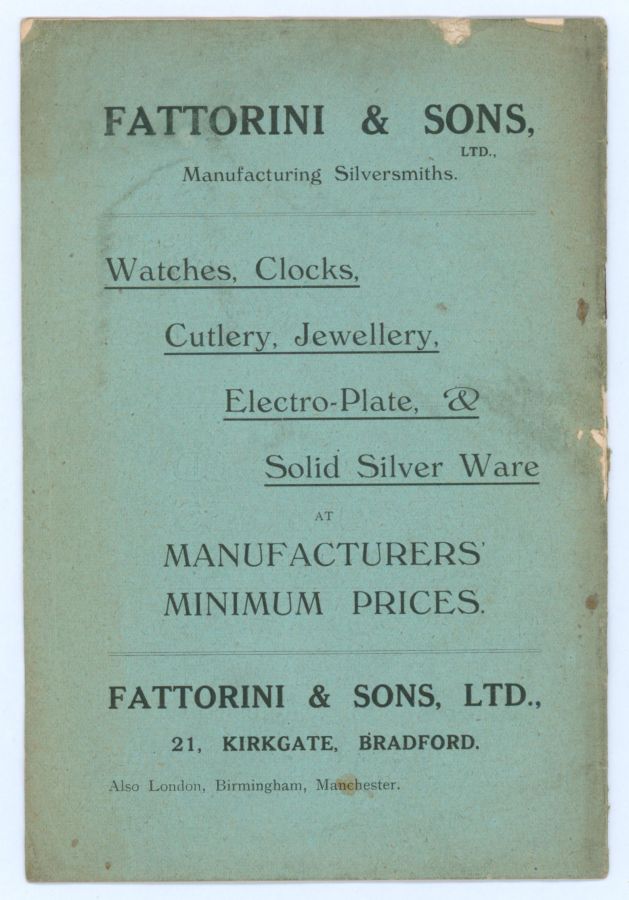 FATTORINI & SONS,
LTD.,
Manufacturing Silversmiths.
Watches, Clocks,
Cutlery, Jewellery,
Electro-Plate, &
Solid Silver Ware
AT
MANUFACTURERS'
MINIMUM PRICES.
FATTORINI & SONS, LTD.,
21, KIRKGATE, BRADFORD.
Also London, Birmingham, Manchester.